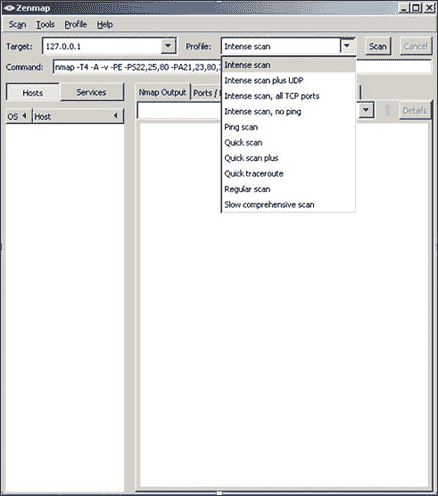 Zenmap
Scan Tools Profile Help
Target: 127.0.0.1 Profile: Intense scan Scan Cancel
Command: nmap -T4 -A -v -PE -PS22,25,80 -PA21,23,80,
Hosts Services Nmap Output Ports /
OS Host Details
Intense scan
Intense scan plus UDP
Intense scan, all TCP ports
Intense scan, no ping
Ping scan
Quick scan
Quick scan plus
Quick traceroute
Regular scan
Slow comprehensive scan